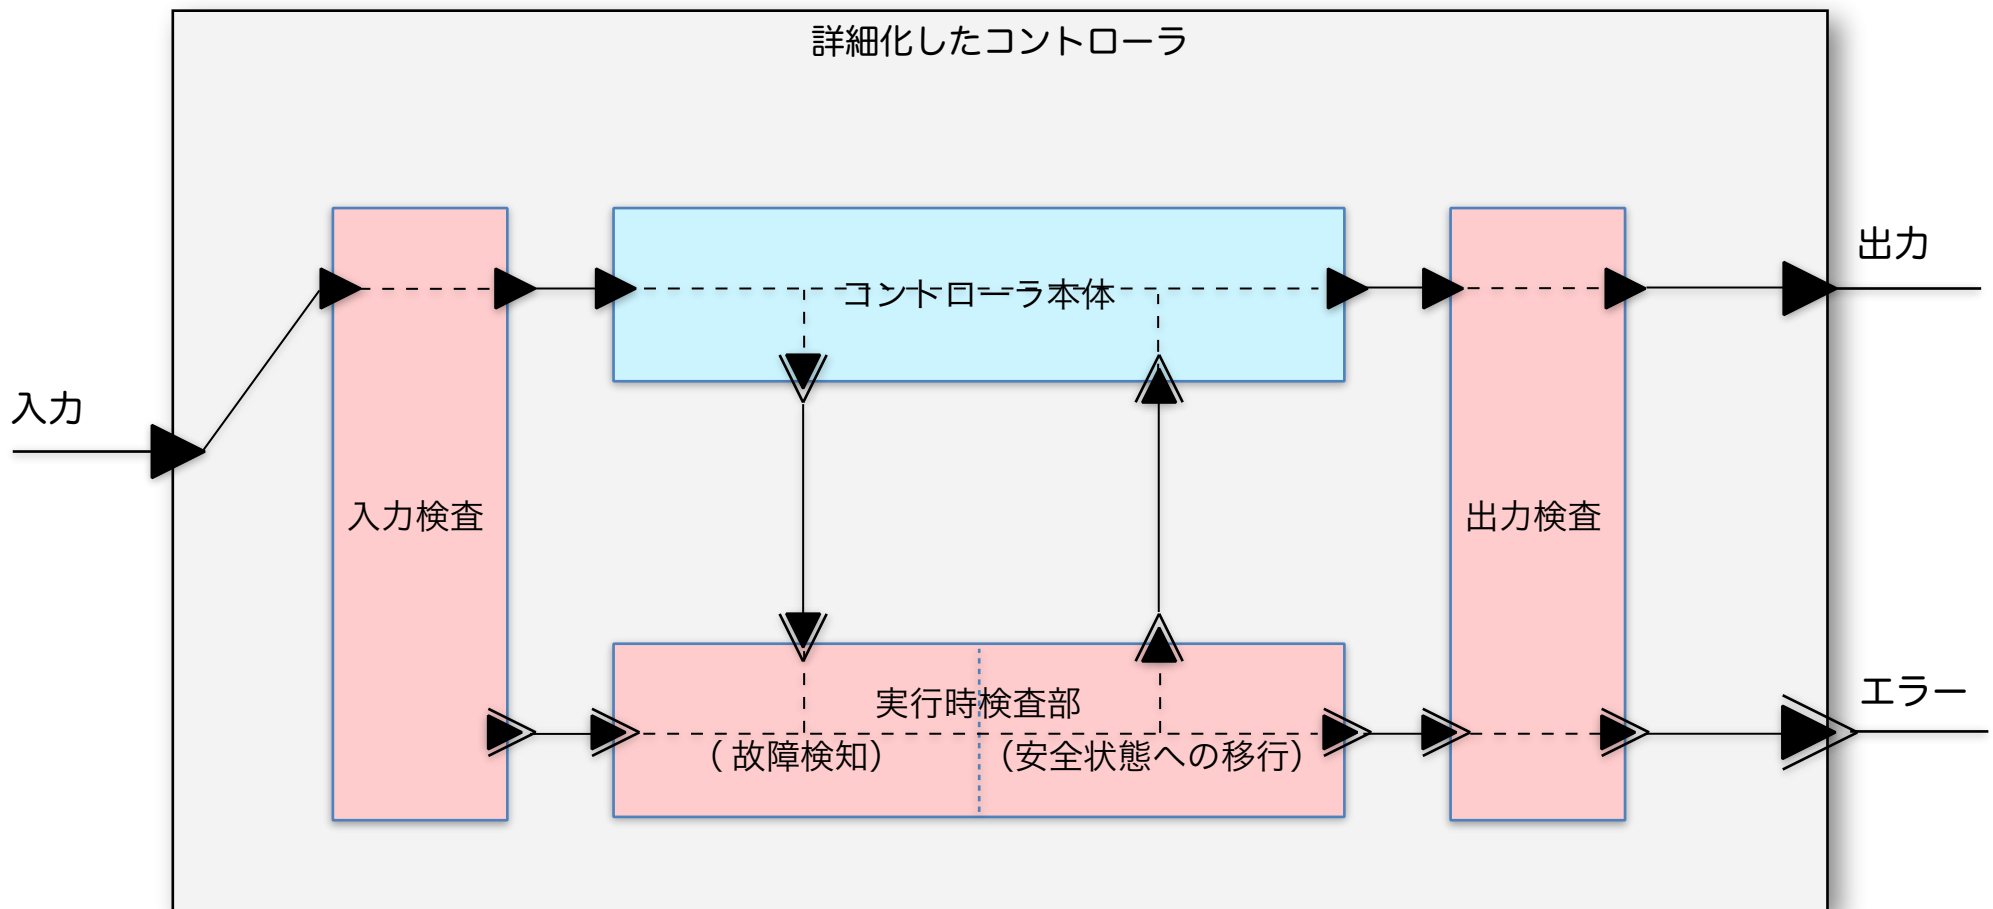 詳細化したコントローラ
出力
コントローラ本体
入力
入力検査
出力検査
エラー
実行時検査部
（故障検知）
（安全状態への移行）